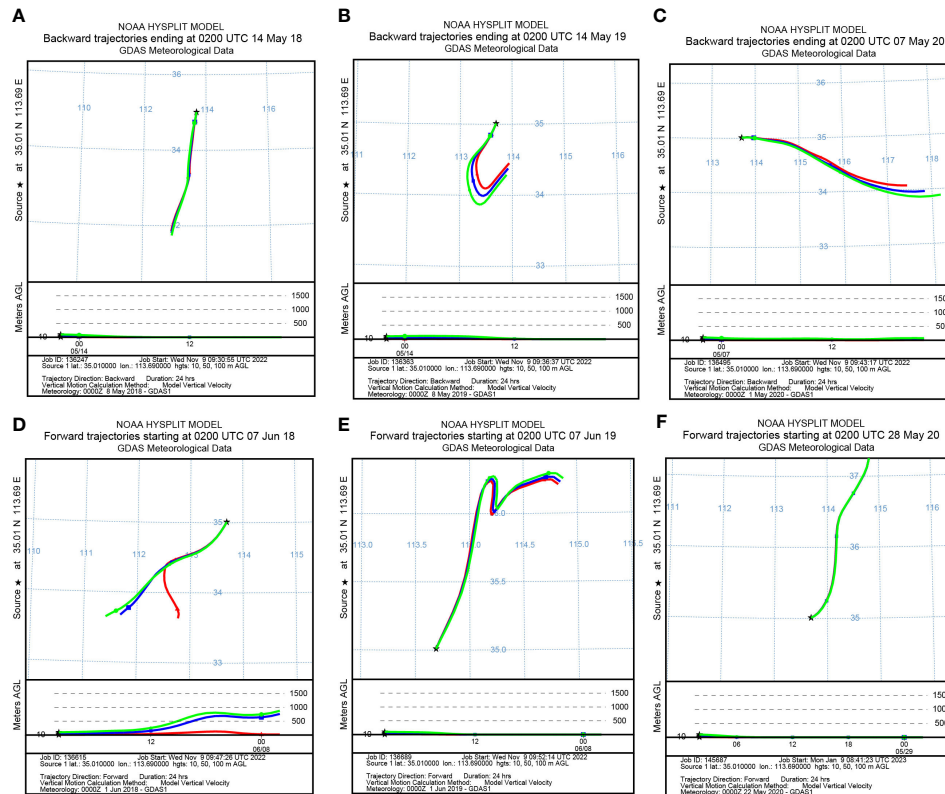 A
NOAA HYSPLIT MODEL
Backward trajectories ending at 0200 UTC 14 May 18
GDAS Meteorological Data
Source ★ at 35.01 N 113.69 E
36
110
112
114
116
34
Meters AGL
1500
1000
500
10
00
12
05/14
Job ID: 136247 Job Start: Wed Nov 9 09:30:55 UTC 2022
Source 1 lat.: 35.010000 lon.: 113.690000 hgts: 10, 50, 100 m AGL
Trajectory Direction: Backward Duration: 24 hrs
Vertical Motion Calculation Method: Model Vertical Velocity
Meteorology: 0000Z 8 May 2018 - GDAS1
B
NOAA HYSPLIT MODEL
Backward trajectories ending at 0200 UTC 14 May 19
GDAS Meteorological Data
Source ★ at 35.01 N 113.69 E
35
111
112
113
114
115
116
34
33
Meters AGL
1500
1000
500
10
00
12
05/14
Job ID: 136363 Job Start: Wed Nov 9 09:36:37 UTC 2022
Source 1 lat.: 35.010000 lon.: 113.690000 hgts: 10, 50, 100 m AGL
Trajectory Direction: Backward Duration: 24 hrs
Vertical Motion Calculation Method: Model Vertical Velocity
Meteorology: 0000Z 8 May 2019 - GDAS1
C
NOAA HYSPLIT MODEL
Backward trajectories ending at 0200 UTC 07 May 20
GDAS Meteorological Data
Source ★ at 35.01 N 113.69 E
36
35
113
114
115
116
117
118
34
33
Meters AGL
1500
1000
500
10
00
12
05/07
Job ID: 136495 Job Start: Wed Nov 9 09:43:17 UTC 2022
Source 1 lat.: 35.010000 lon.: 113.690000 hgts: 10, 50, 100 m AGL
Trajectory Direction: Backward Duration: 24 hrs
Vertical Motion Calculation Method: Model Vertical Velocity
Meteorology: 0000Z 1 May 2020 - GDAS1
D
NOAA HYSPLIT MODEL
Forward trajectories starting at 0200 UTC 07 Jun 18
GDAS Meteorological Data
Source ★ at 35.01 N 113.69 E
35
110
111
112
113
114
115
34
33
Meters AGL
1500
1000
500
10
12
00
06/08
Job ID: 136615 Job Start: Wed Nov 9 09:47:26 UTC 2022
Source 1 lat.: 35.010000 lon.: 113.690000 hgts: 10, 50, 100 m AGL
Trajectory Direction: Forward Duration: 24 hrs
Vertical Motion Calculation Method: Model Vertical Velocity
Meteorology: 0000Z 1 Jun 2018 - GDAS1
E
NOAA HYSPLIT MODEL
Forward trajectories starting at 0200 UTC 07 Jun 19
GDAS Meteorological Data
Source ★ at 35.01 N 113.69 E
113.0
113.5
114.0
114.5
115.0
115.5
35.5
35.0
Meters AGL
1500
1000
500
10
12
00
06/08
Job ID: 136689 Job Start: Wed Nov 9 09:52:14 UTC 2022
Source 1 lat.: 35.010000 lon.: 113.690000 hgts: 10, 50, 100 m AGL
Trajectory Direction: Forward Duration: 24 hrs
Vertical Motion Calculation Method: Model Vertical Velocity
Meteorology: 0000Z 1 Jun 2019 - GDAS1
F
NOAA HYSPLIT MODEL
Forward trajectories starting at 0200 UTC 28 May 20
GDAS Meteorological Data
Source ★ at 35.01 N 113.69 E
37
111
112
113
114
115
116
36
35
Meters AGL
1500
1000
500
10
06
12
18
00
05/29
Job ID: 145687 Job Start: Mon Jan 9 08:41:23 UTC 2023
Source 1 lat.: 35.010000 lon.: 113.690000 hgts: 10, 50, 100 m AGL
Trajectory Direction: Forward Duration: 24 hrs
Vertical Motion Calculation Method: Model Vertical Velocity
Meteorology: 0000Z 22 May 2020 - GDAS1